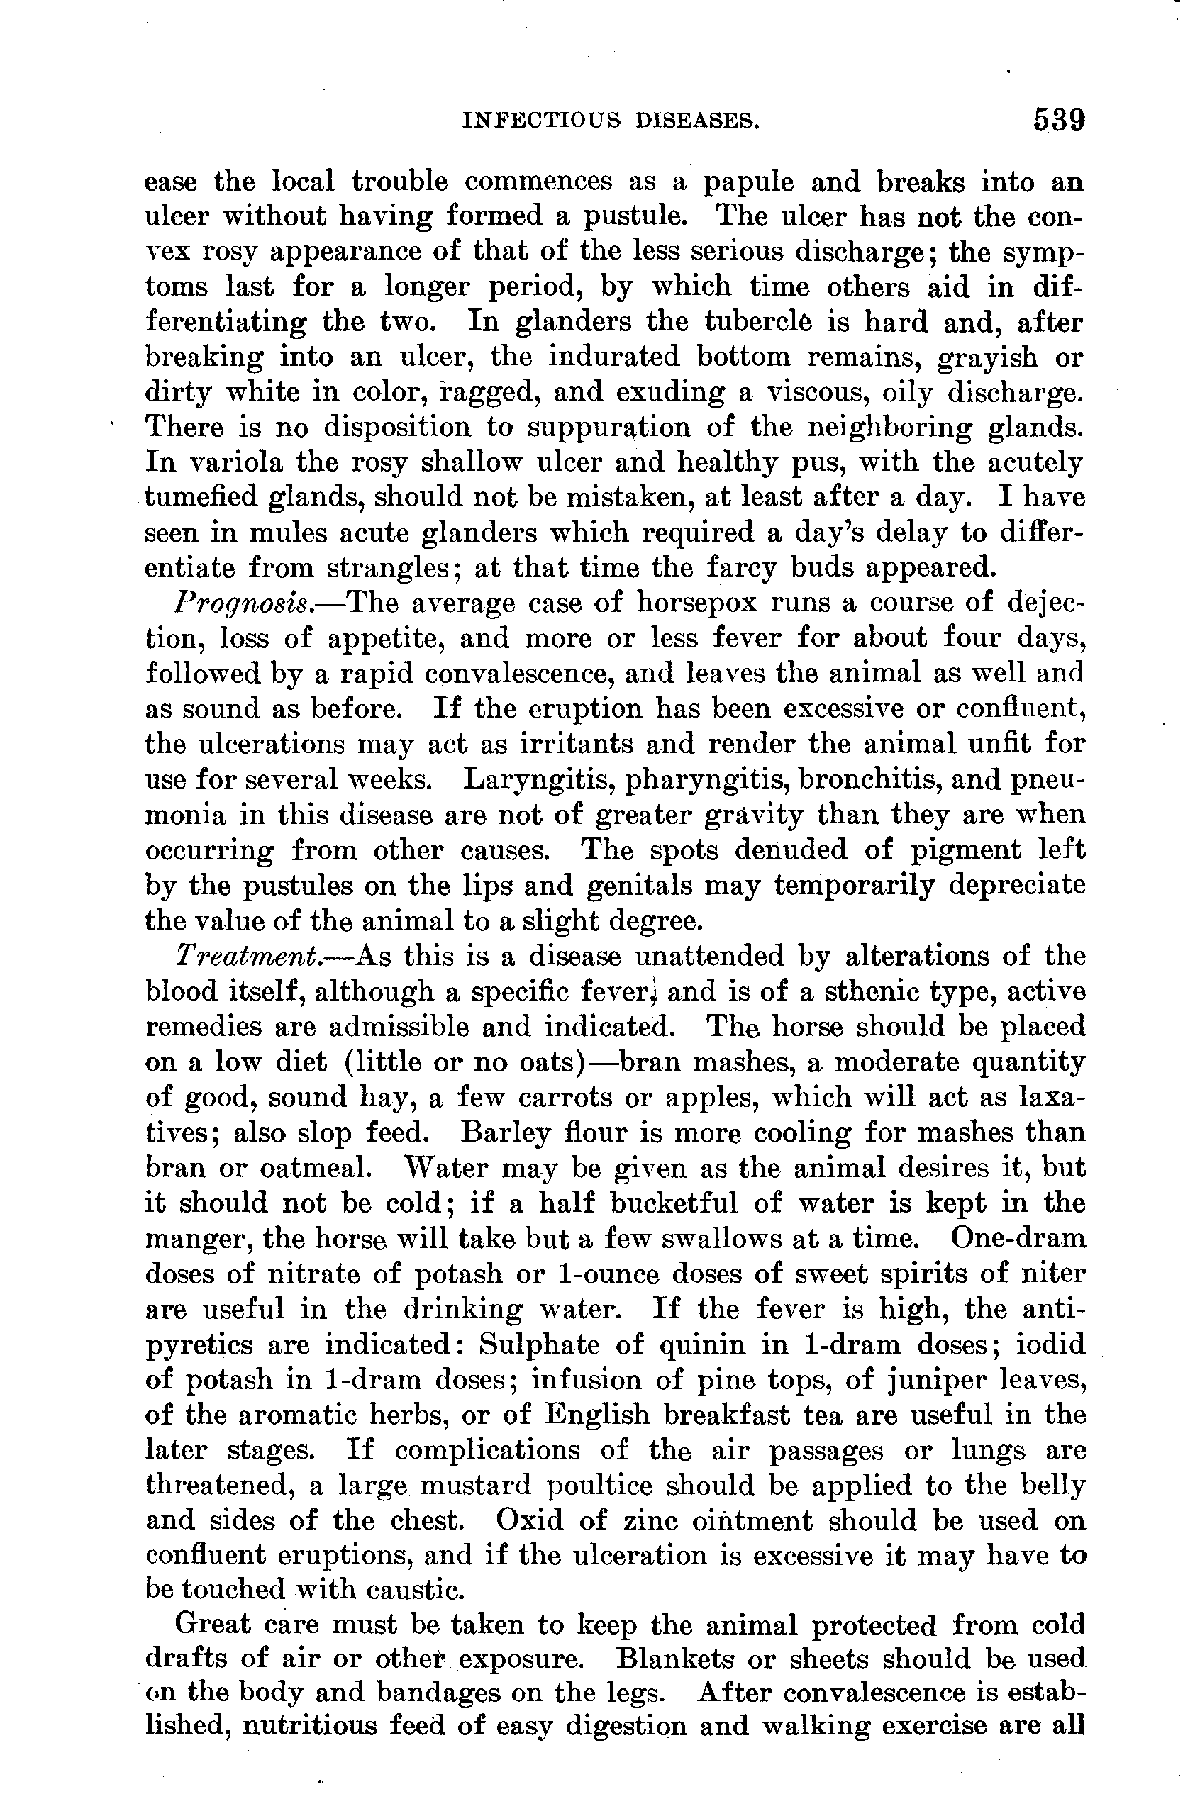 INFECTIOUS DISEASES. 539
ease the local trouble commences as a papule and breaks into an
ulcer without having formed a pustule. The ulcer has not the con-
vex rosy appearance of that of the less serious discharge; the symp-
toms last for a longer period, by which time others aid in dif-
ferentiating the two. In glanders the tubercle is hard and, after
breaking into an ulcer, the indurated bottom remains, grayish or
dirty white in color, ragged, and exuding a viscous, oily discharge.
There is no disposition to suppuration of the neighboring glands.
In variola the rosy shallow ulcer and healthy pus, with the acutely
tumefied glands, should not be mistaken, at least after a day. I have
seen in mules acute glanders which required a day's delay to differ-
entiate from strangles; at that time the farcy buds appeared.
Prognosis.—The average case of horsepox runs a course of dejec-
tion, loss of appetite, and more or less fever for about four days,
followed by a rapid convalescence, and leaves the animal as well and
as sound as before. If the eruption has been excessive or confluent,
the ulcerations may act as irritants and render the animal unfit for
use for several weeks. Laryngitis, pharyngitis, bronchitis, and pneu-
monia in this disease are not of greater gravity than they are when
occurring from other causes. The spots denuded of pigment left
by the pustules on the lips and genitals may temporarily depreciate
the value of the animal to a slight degree.
Treatment.—As this is a disease unattended by alterations of the
blood itself, although a specific fever, and is of a sthenic type, active
remedies are admissible and indicated. The horse should be placed
on a low diet (little or no oats)—bran mashes, a moderate quantity
of good, sound hay, a few carrots or apples, which will act as laxa-
tives; also slop feed. Barley flour is more cooling for mashes than
bran or oatmeal. Water may be given as the animal desires it, but
it should not be cold; if a half bucketful of water is kept in the
manger, the horse will take but a few swallows at a time. One-dram
doses of nitrate of potash or 1-ounce doses of sweet spirits of niter
are useful in the drinking water. If the fever is high, the anti-
pyretics are indicated: Sulphate of quinin in 1-dram doses; iodid
of potash in 1-dram doses; infusion of pine tops, of juniper leaves,
of the aromatic herbs, or of English breakfast tea are useful in the
later stages. If complications of the air passages or lungs are
threatened, a large mustard poultice should be applied to the belly
and sides of the chest. Oxid of zinc ointment should be used on
confluent eruptions, and if the ulceration is excessive it may have to
be touched with caustic.
Great care must be taken to keep the animal protected from cold
drafts of air or other exposure. Blankets or sheets should be used
on the body and bandages on the legs. After convalescence is estab-
lished, nutritious feed of easy digestion and walking exercise are all